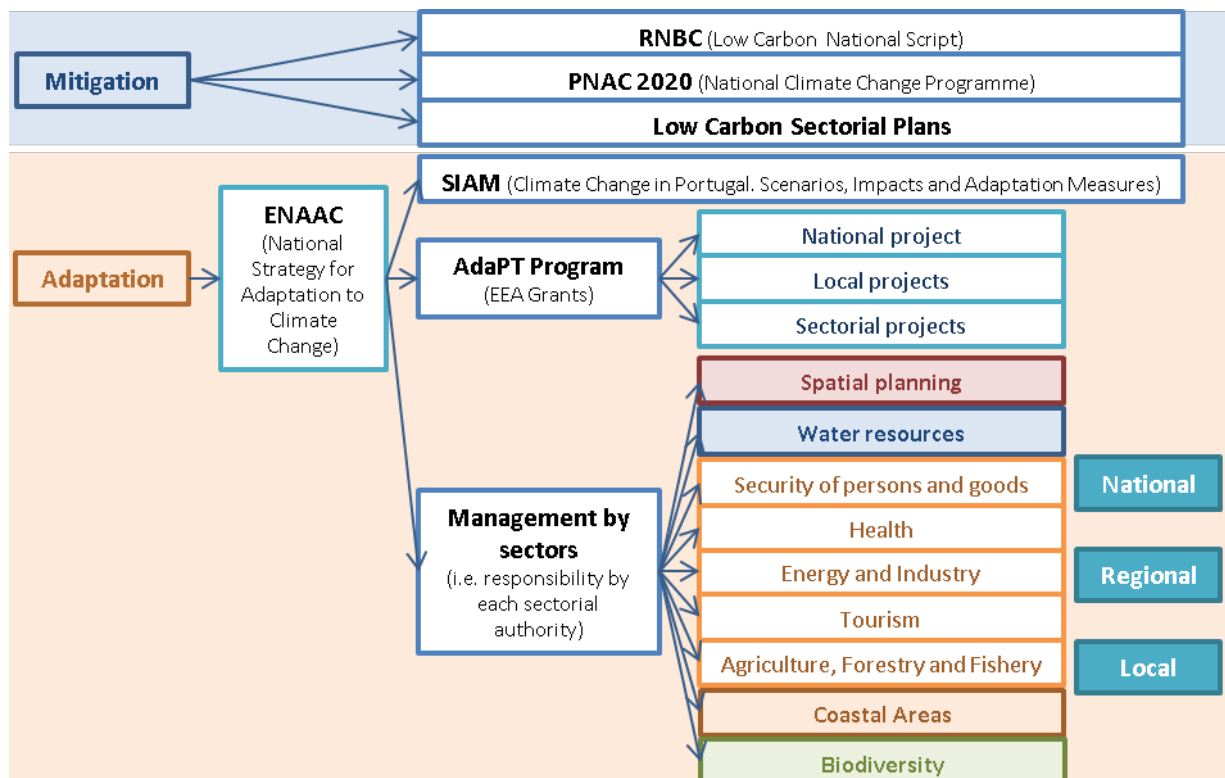 Mitigation
RNBC (Low Carbon National Script)
PNAC 2020 (National Climate Change Programme)
Low Carbon Sectorial Plans
Adaptation
ENAAC
(National
Strategy for
Adaptation to
Climate
Change)
SIAM (Climate Change in Portugal. Scenarios, Impacts and Adaptation Measures)
AdaPT Program
(EEA Grants)
National project
Local projects
Sectorial projects
Management by
sectors
(i.e. responsibility by
each sectorial
authority)
Spatial planning
Water resources
Security of persons and goods
Health
Energy and Industry
Tourism
Agriculture, Forestry and Fishery
Coastal Areas
Biodiversity
National
Regional
Local